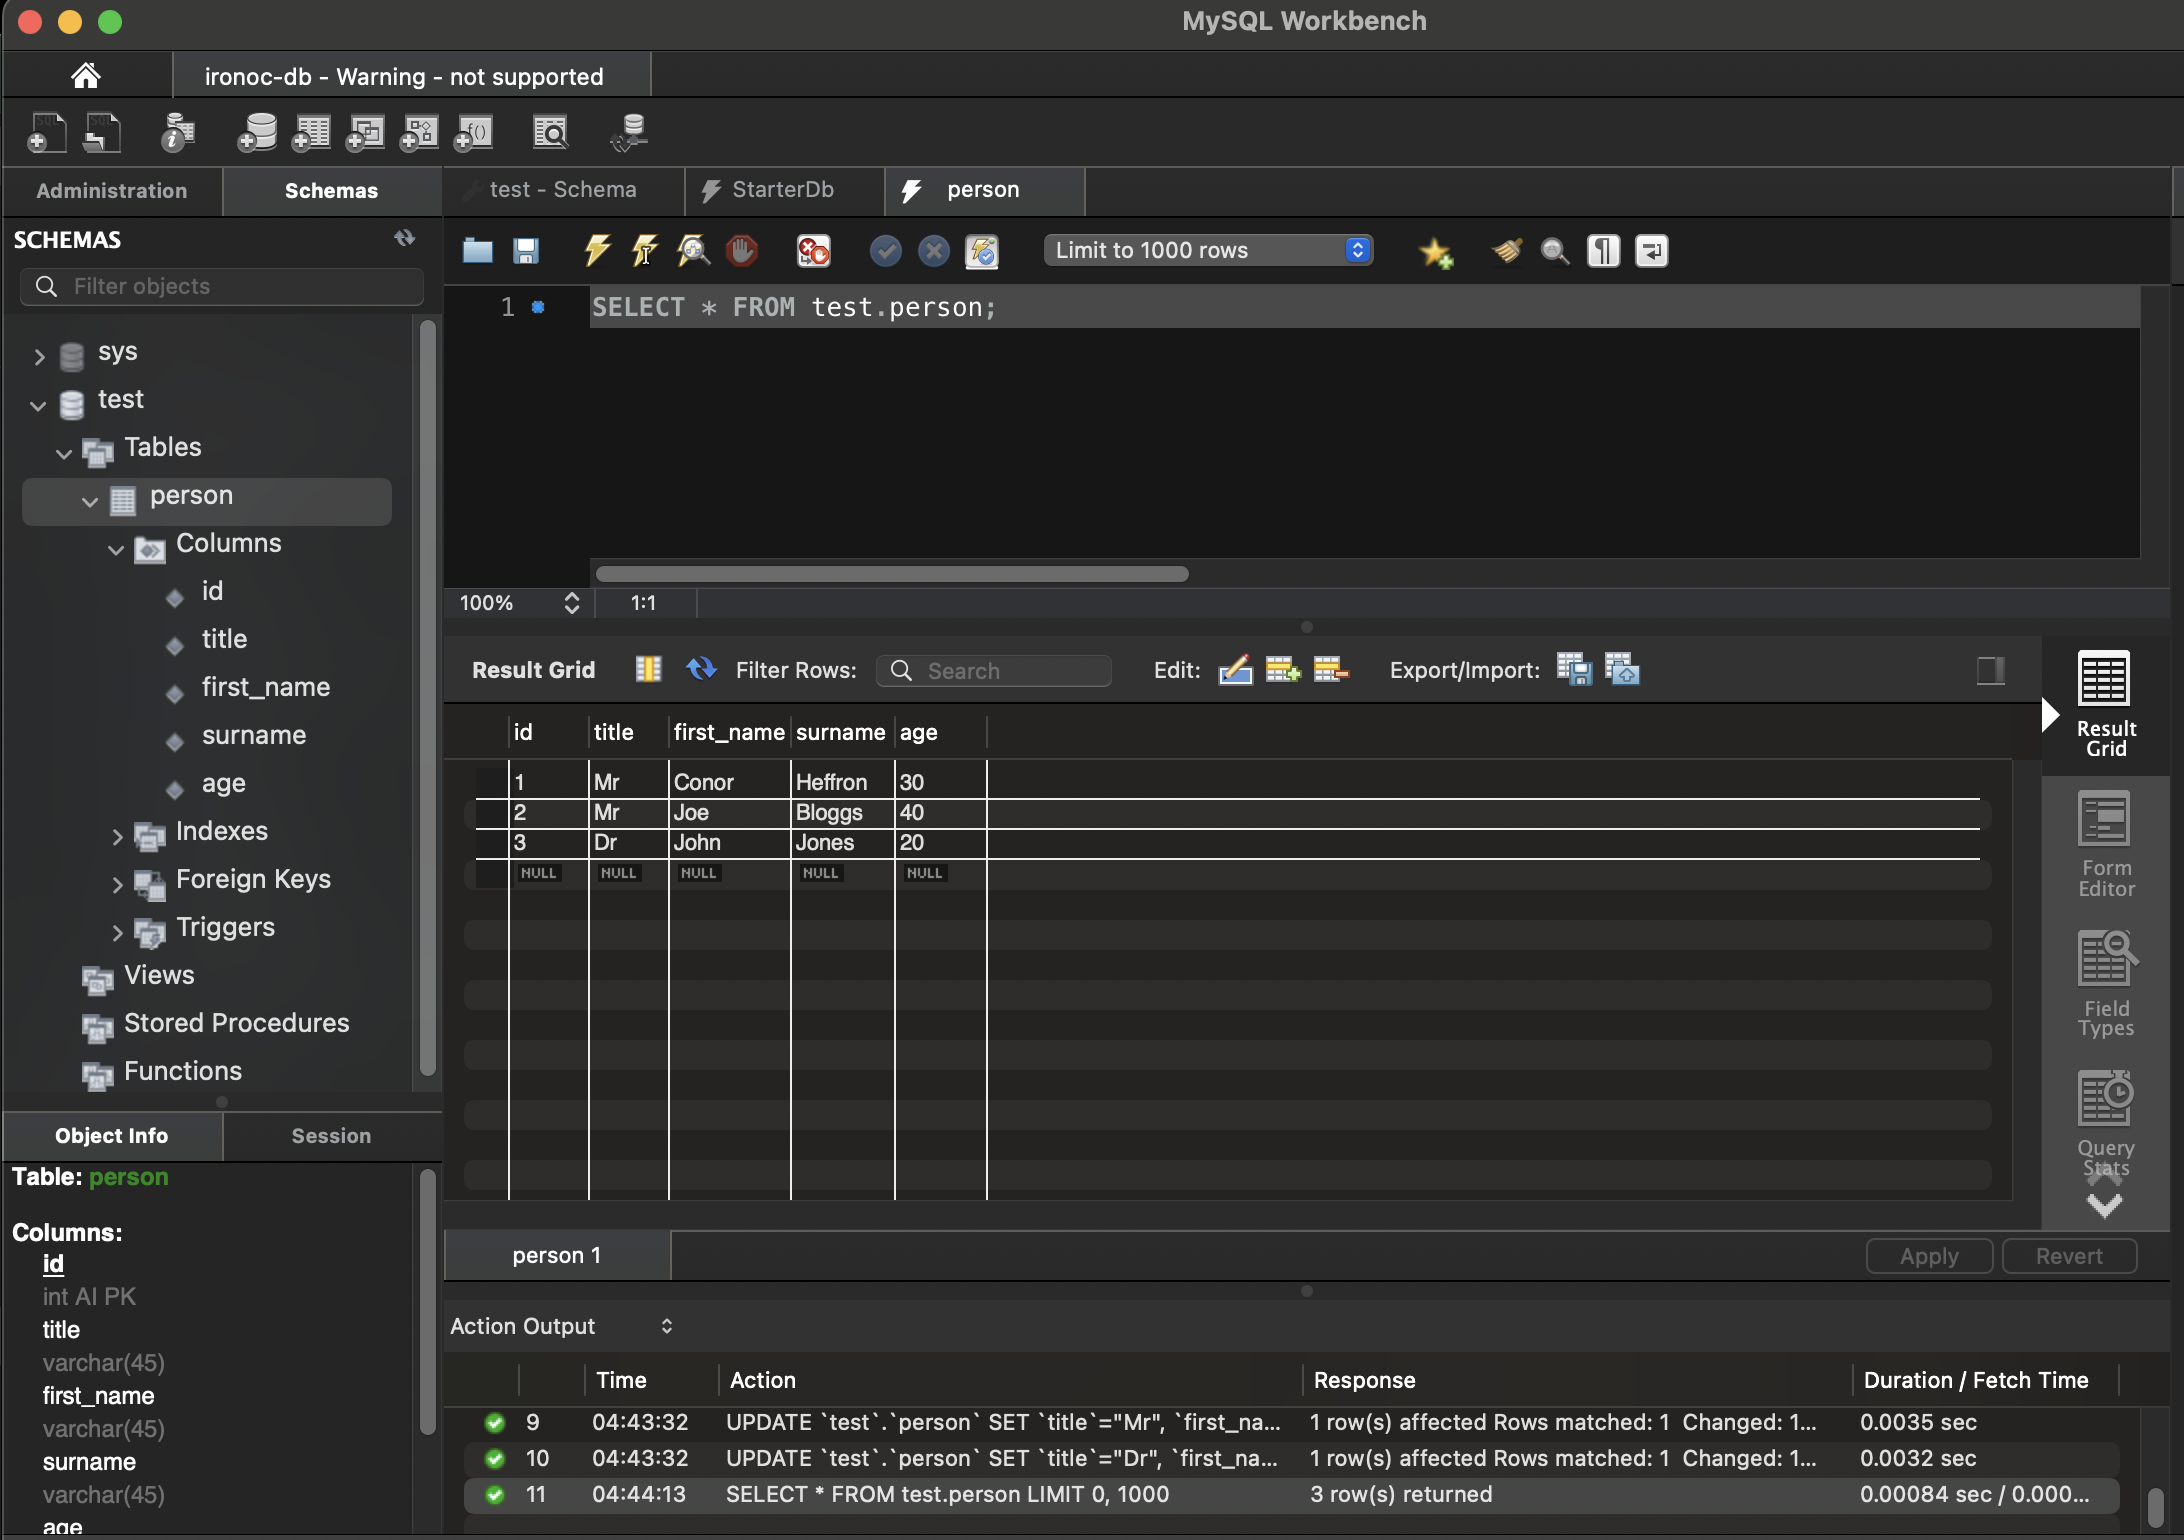 MySQL Workbench
ironoc-db - Warning - not supported
Administration
Schemas
test - Schema
StarterDb
person
SCHEMAS
Filter objects
sys
test
Tables
person
Columns
id
title
first_name
surname
age
Indexes
Foreign Keys
Triggers
Views
Stored Procedures
Functions
Object Info
Session
Table: person
Columns:
id
int AI PK
title
varchar(45)
first_name
varchar(45)
surname
varchar(45)
age
Limit to 1000 rows
1
SELECT * FROM test.person;
100%
1:1
Result Grid
Filter Rows:
Search
Edit:
Export/Import:
id title first_name surname age
1 Mr Conor Heffron 30
2 Mr Joe Bloggs 40
3 Dr John Jones 20
NULL NULL NULL NULL NULL
Result
Grid
Form
Editor
Field
Types
Query
Stats
person 1
Apply
Revert
Action Output
Time Action Response Duration / Fetch Time
9 04:43:32 UPDATE `test`.`person` SET `title`="Mr", `first_na... 1 row(s) affected Rows matched: 1 Changed: 1... 0.0035 sec
10 04:43:32 UPDATE `test`.`person` SET `title`="Dr", `first_na... 1 row(s) affected Rows matched: 1 Changed: 1... 0.0032 sec
11 04:44:13 SELECT * FROM test.person LIMIT 0, 1000 3 row(s) returned 0.00084 sec / 0.000...